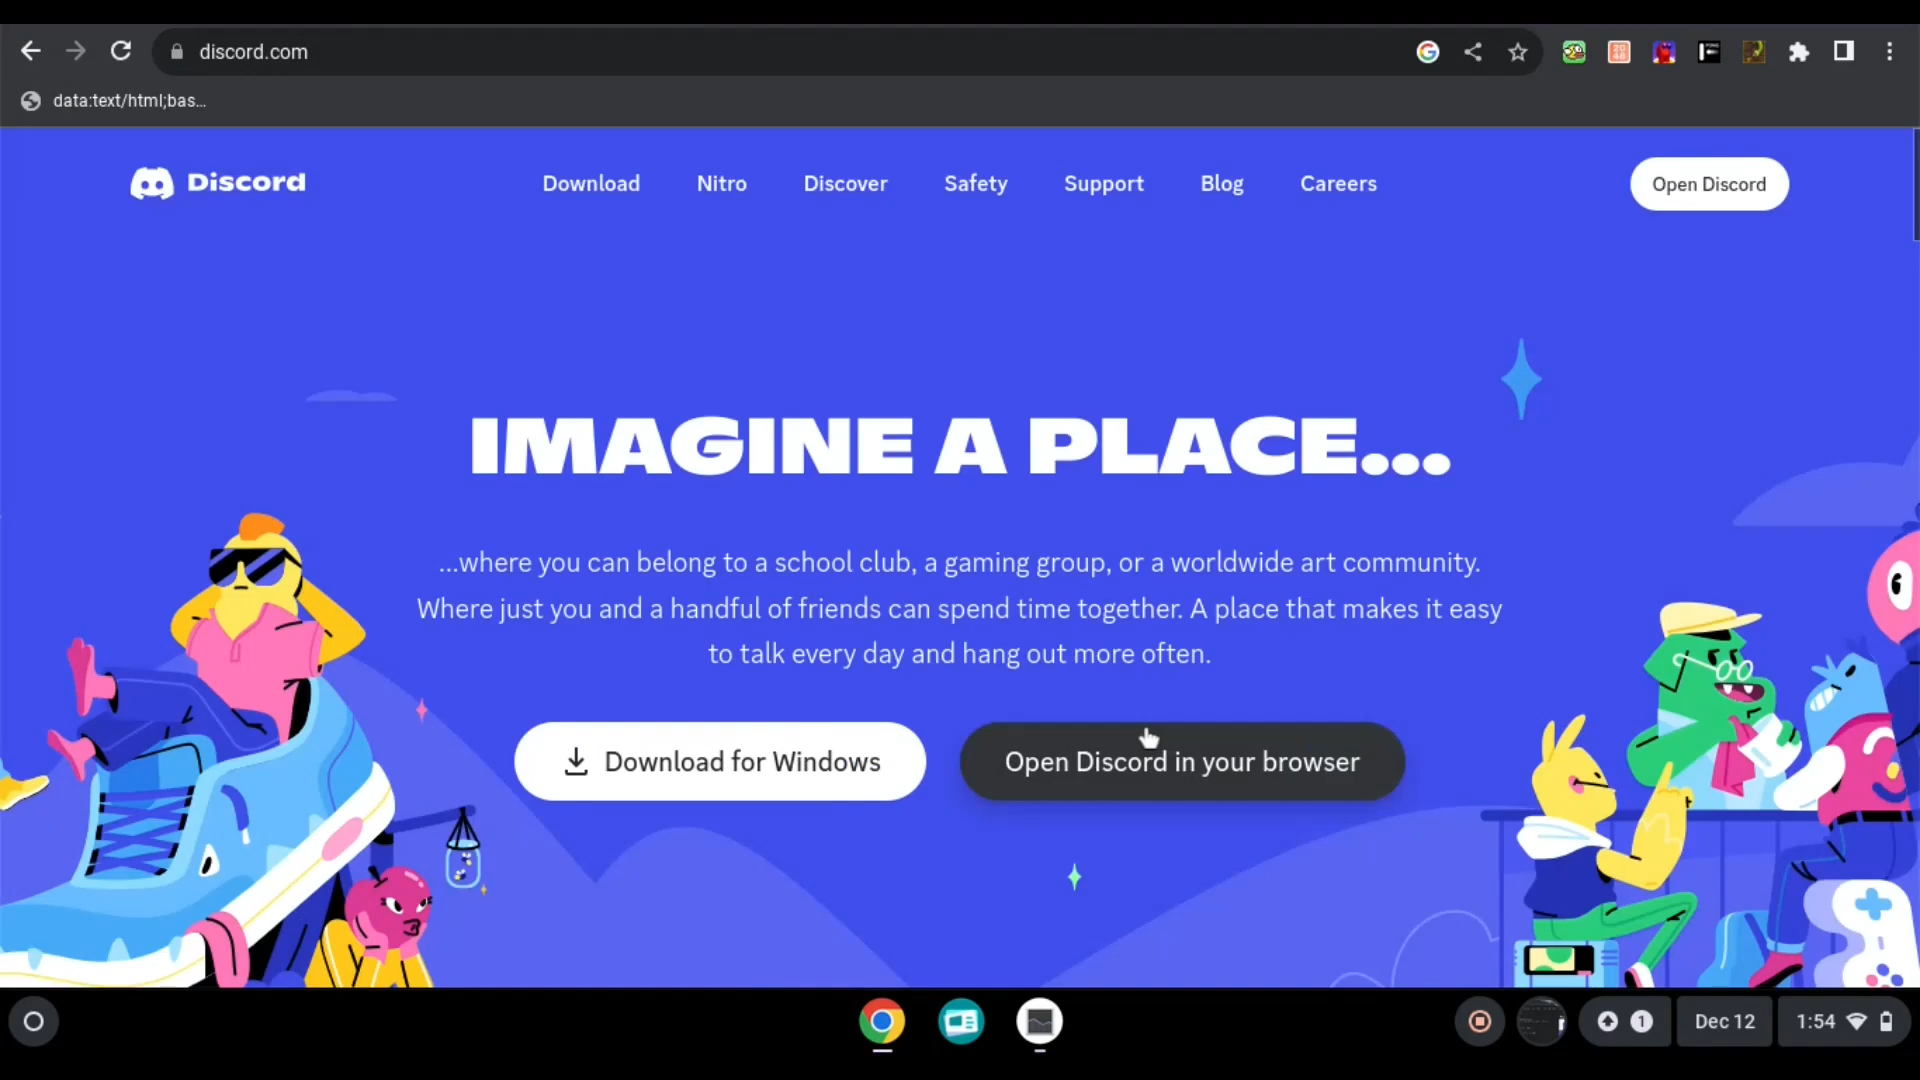 discord.com
data:text/html;bas...
Discord
Download
Nitro
Discover
Safety
Support
Blog
Careers
Open Discord
IMAGINE A PLACE...
...where you can belong to a school club, a gaming group, or a worldwide art community.
Where just you and a handful of friends can spend time together. A place that makes it easy
to talk every day and hang out more often.
Download for Windows
Open Discord in your browser
1
Dec 12
1:54